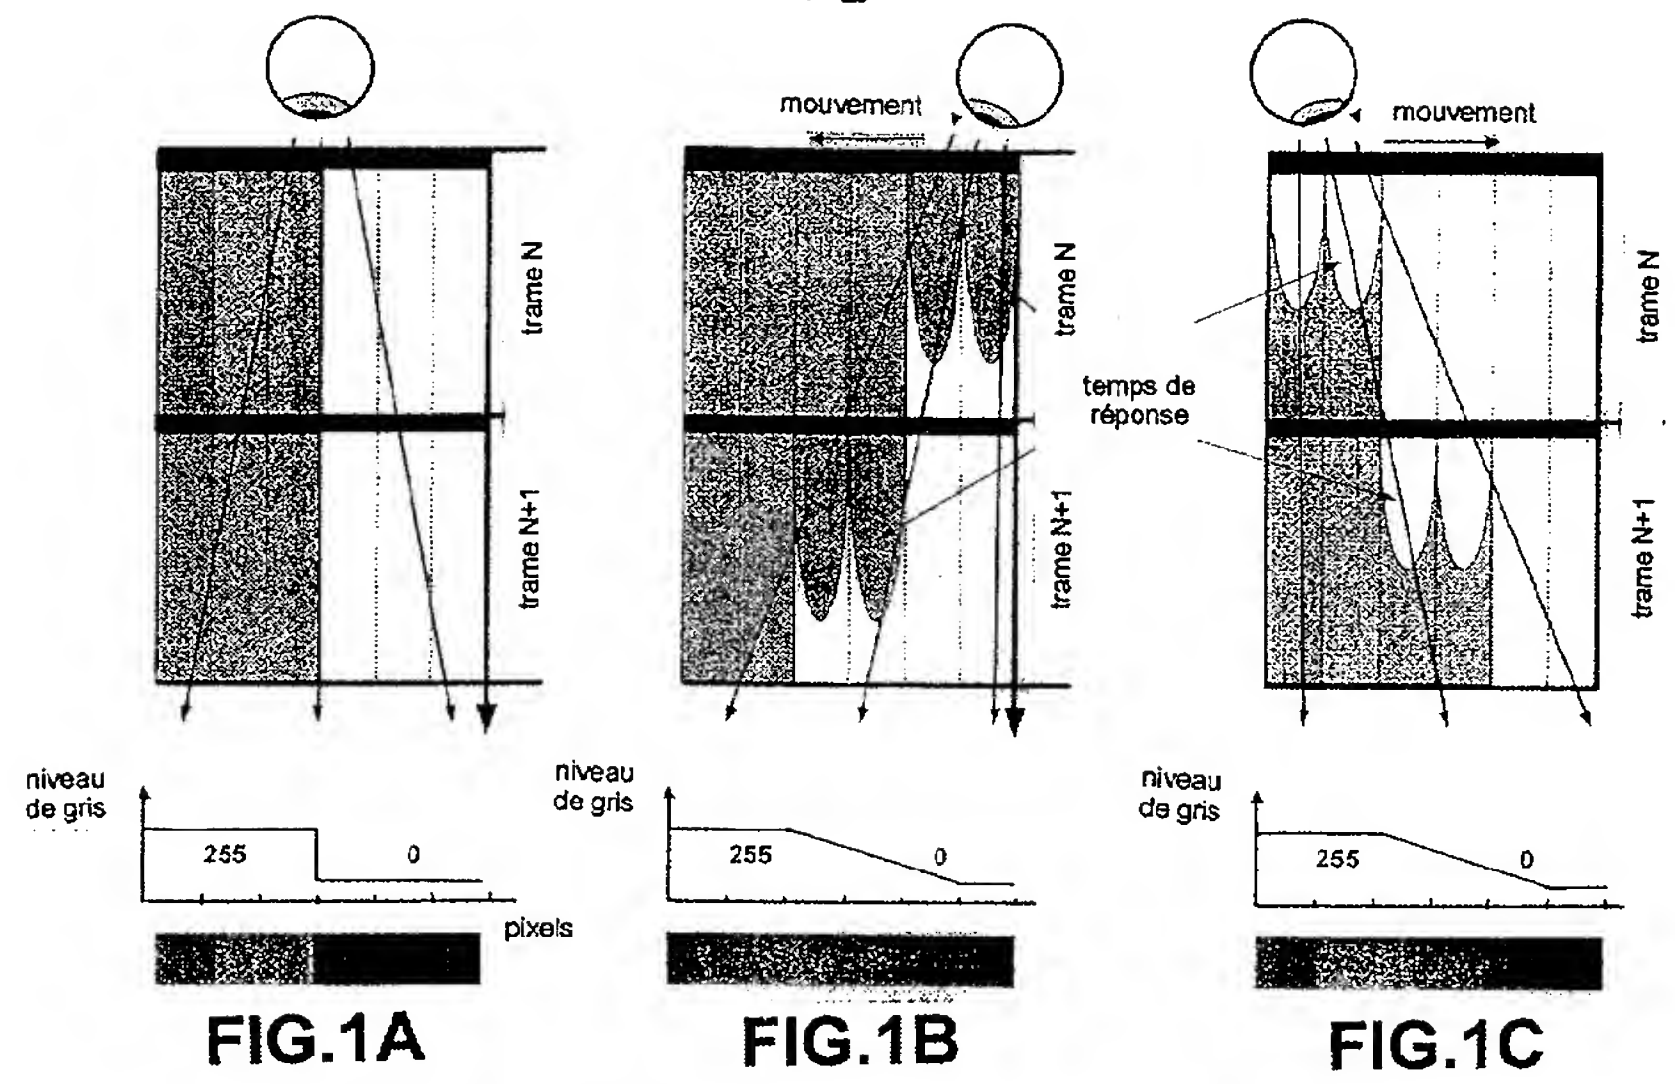 mouvement
mouvement
trame N
trame N
trame N
temps de
réponse
trame N+1
trame N+1
trame N+1
niveau
de gris
255
0
pixels
niveau
de gris
255
0
niveau
de gris
255
0
FIG.1A
FIG.1B
FIG.1C